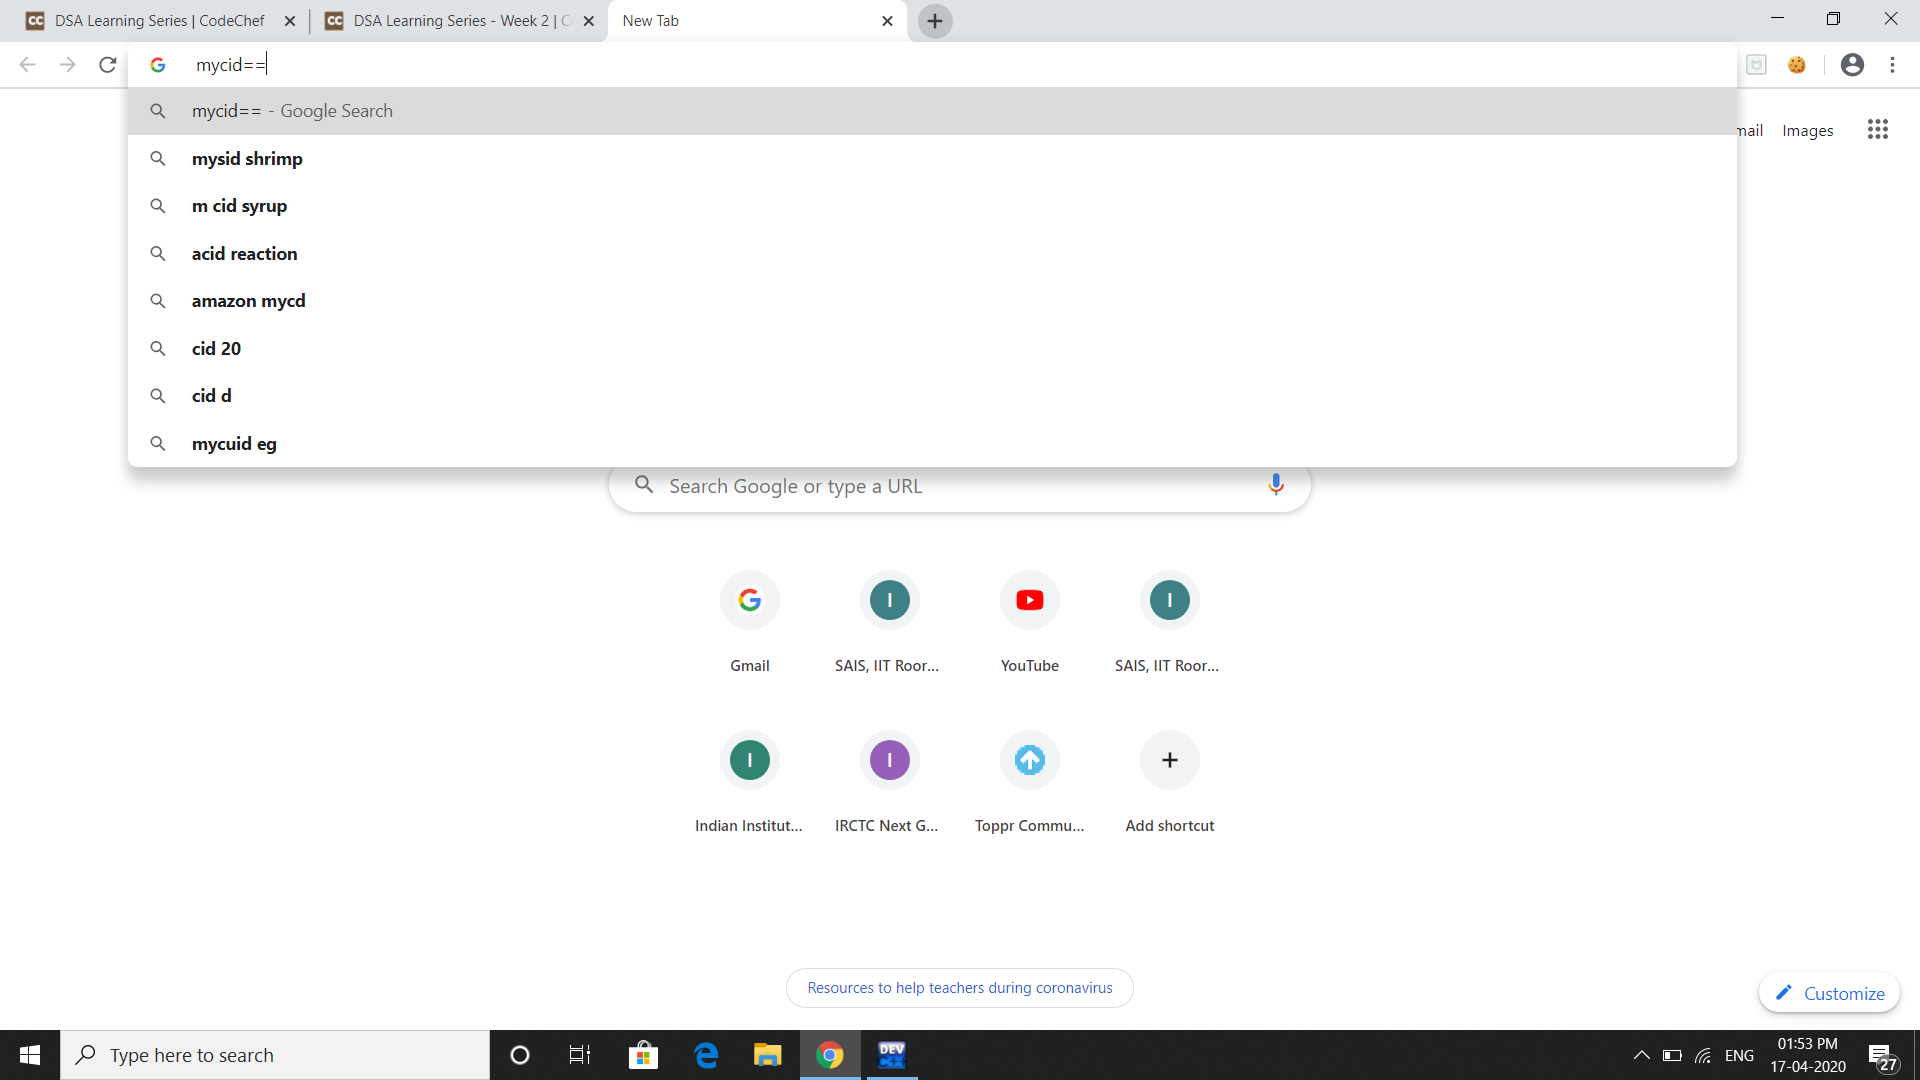 DSA Learning Series | CodeChef
DSA Learning Series - Week 2 | C
New Tab
mycid==
mycid== - Google Search
mysid shrimp
m cid syrup
acid reaction
amazon mycd
cid 20
cid d
mycuid eg
mail Images
Search Google or type a URL
Gmail
SAIS, IIT Roor...
YouTube
SAIS, IIT Roor...
Indian Institut...
IRCTC Next G...
Toppr Commu...
Add shortcut
Resources to help teachers during coronavirus
Customize
Type here to search
DEV
C++
ENG
01:53 PM
17-04-2020
27